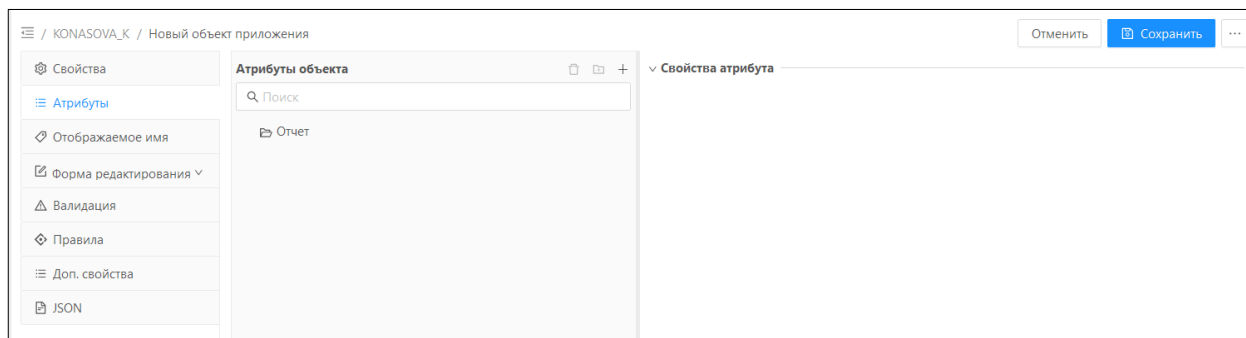 / KONASOVA_K / Новый объект приложения
Отменить
Сохранить
Свойства
Атрибуты
Отображаемое имя
Форма редактирования
Валидация
Правила
Доп. свойства
JSON
Атрибуты объекта
Поиск
Отчет
Свойства атрибута